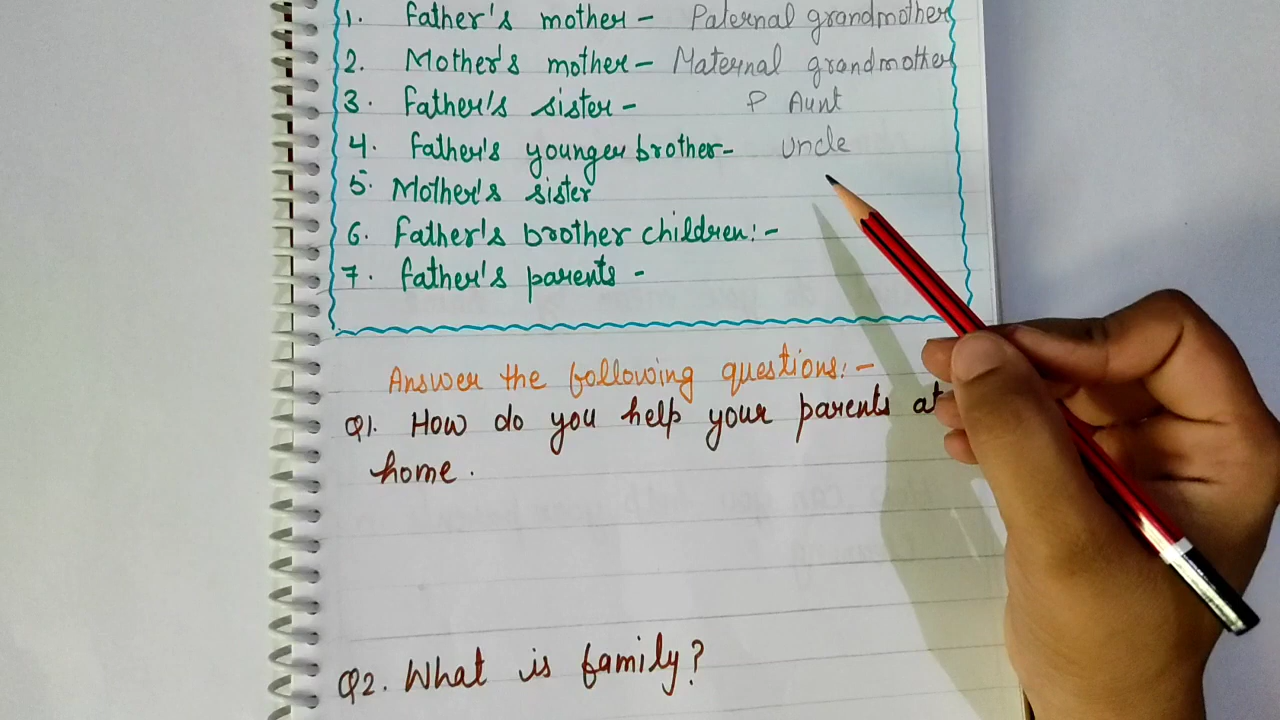 1. Father's mother - Paternal grandmother
2. Mother's mother - Maternal grandmother
3. Father's sister - P Aunt
4. Father's younger brother - Uncle
5. Mother's sister
6. Father's brother children:-
7. Father's parents -
Answer the following questions:-
Q1. How do you help your parents at
home.
Q2. What is family?